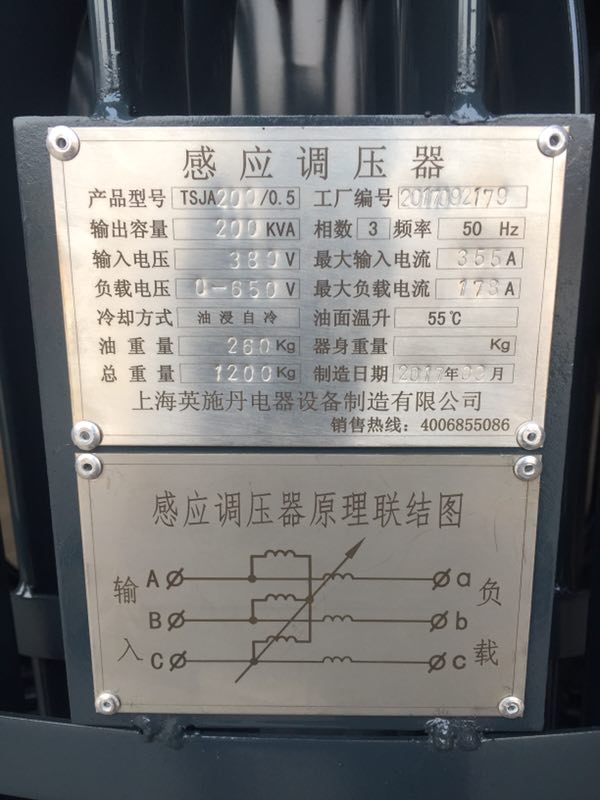 感应调压器
产品型号 TSJA200/0.5 工厂编号 2017092179
输出容量 200 KVA 相数 3 频率 50 Hz
输入电压 380 V 最大输入电流 355 A
负载电压 0-650 V 最大负载电流 178 A
冷却方式 油浸自冷 油面温升 55℃
油重量 260 Kg 器身重量 Kg
总重量 1200 Kg 制造日期 2017年 月
上海英施丹电器设备制造有限公司
销售热线：4006855086
感应调压器原理联结图
输入 A a 负载
B b
C c